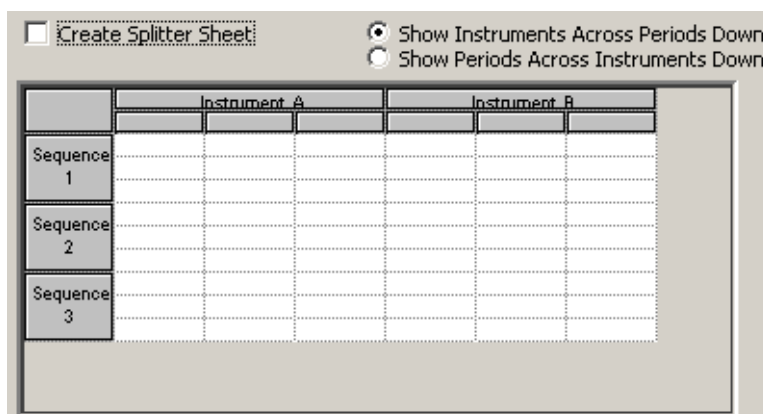 Create Splitter Sheet
Show Instruments Across Periods Down
Show Periods Across Instruments Down
Instrument A
Instrument B
Sequence
1
Sequence
2
Sequence
3